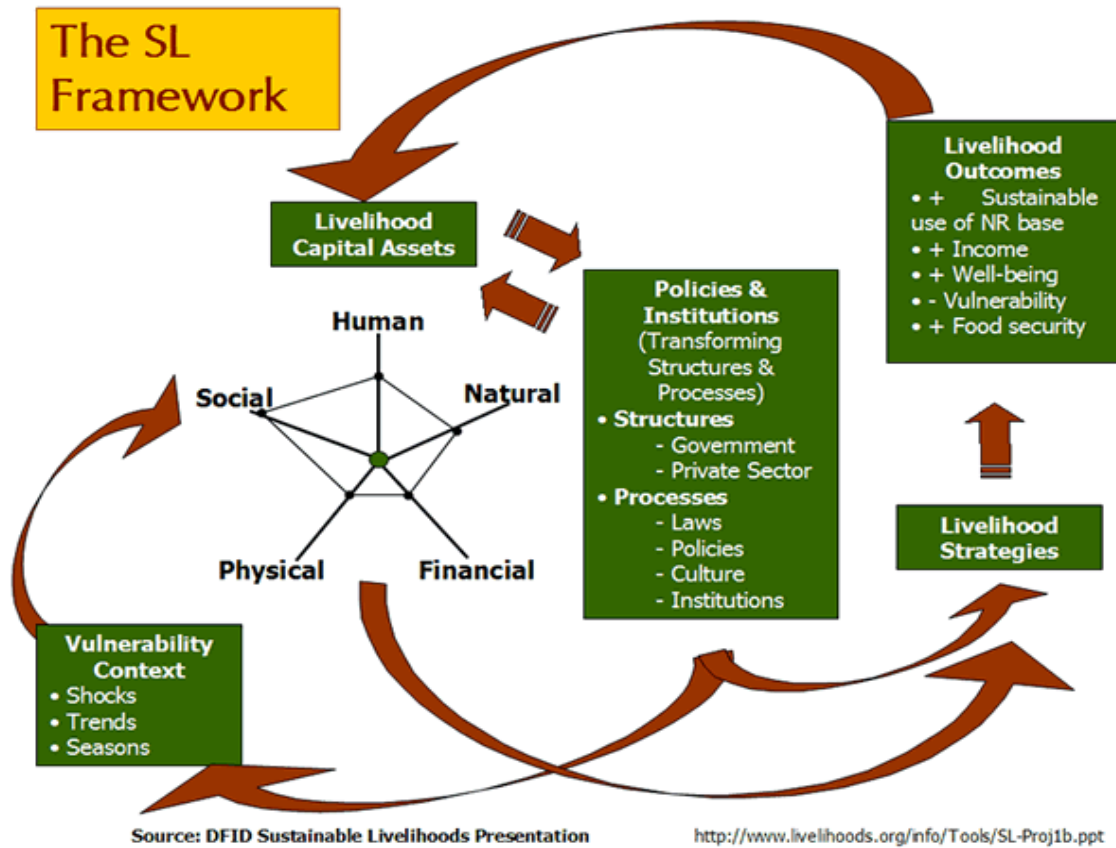 The SL
Framework
Livelihood
Outcomes
• + Sustainable
use of NR base
• + Income
• + Well-being
• - Vulnerability
• + Food security
Livelihood
Capital Assets
Policies &
Institutions
(Transforming
Structures &
Processes)
• Structures
- Government
- Private Sector
• Processes
- Laws
- Policies
- Culture
- Institutions
Human
Social
Natural
Physical
Financial
Livelihood
Strategies
Vulnerability
Context
• Shocks
• Trends
• Seasons
Source: DFID Sustainable Livelihoods Presentation
http://www.livelihoods.org/info/Tools/SL-Proj1b.ppt